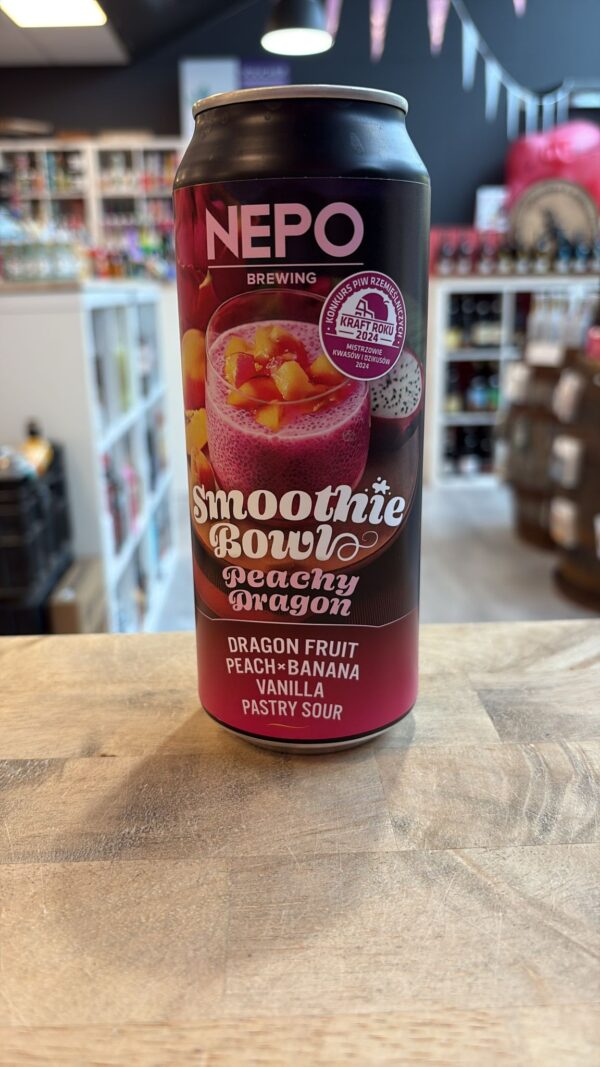 NEPO
BREWING
KONKURS PIW RZEMIEŚLNICZYCH
KRAFT ROKU
2024
MISTRZOWIE
KWASÓW I DZIKUSÓW
2024
Smoothie
Bowl
Peachy
Dragon
DRAGON FRUIT
PEACH×BANANA
VANILLA
PASTRY SOUR